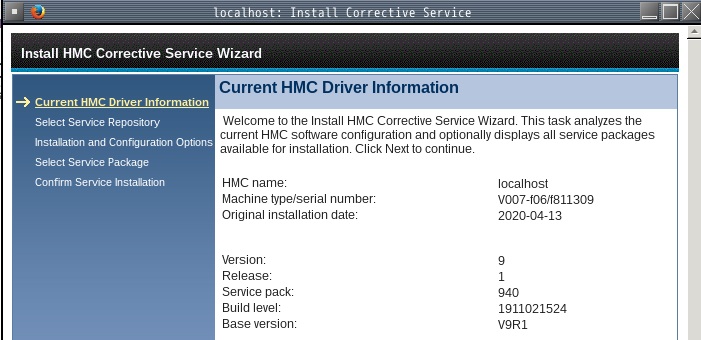 localhost: Install Corrective Service
Install HMC Corrective Service Wizard
Current HMC Driver Information
Select Service Repository
Installation and Configuration Options
Select Service Package
Confirm Service Installation
Current HMC Driver Information
Welcome to the Install HMC Corrective Service Wizard. This task analyzes the
current HMC software configuration and optionally displays all service packages
available for installation. Click Next to continue.
HMC name: localhost
Machine type/serial number: V007-f06/f811309
Original installation date: 2020-04-13
Version: 9
Release: 1
Service pack: 940
Build level: 1911021524
Base version: V9R1